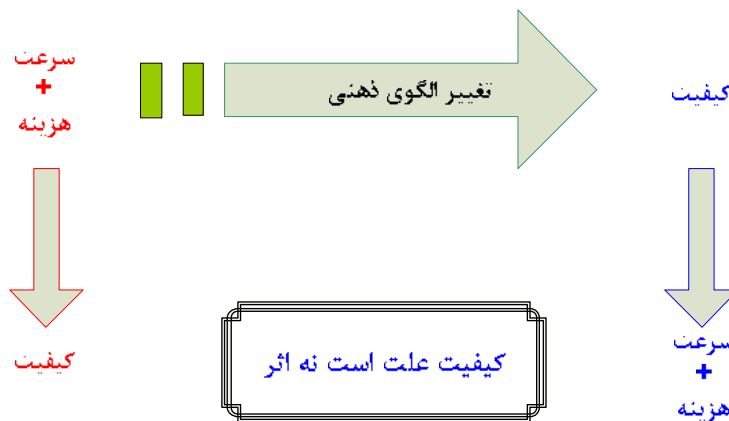 سرعت
+
هزینه
تغییر الگوی ذهنی
کیفیت
کیفیت
کیفیت علت است نه اثر
سرعت
+
هزینه